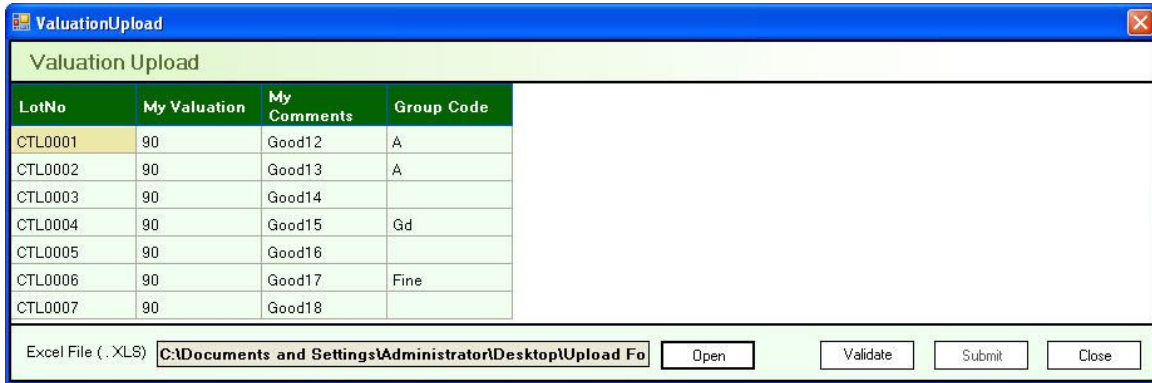 ValuationUpload
Valuation Upload
LotNo My Valuation My Comments Group Code
CTL0001 90 Good12 A
CTL0002 90 Good13 A
CTL0003 90 Good14
CTL0004 90 Good15 Gd
CTL0005 90 Good16
CTL0006 90 Good17 Fine
CTL0007 90 Good18
Excel File ( . XLS) C:\Documents and Settings\Administrator\Desktop\Upload Fo Open Validate Submit Close